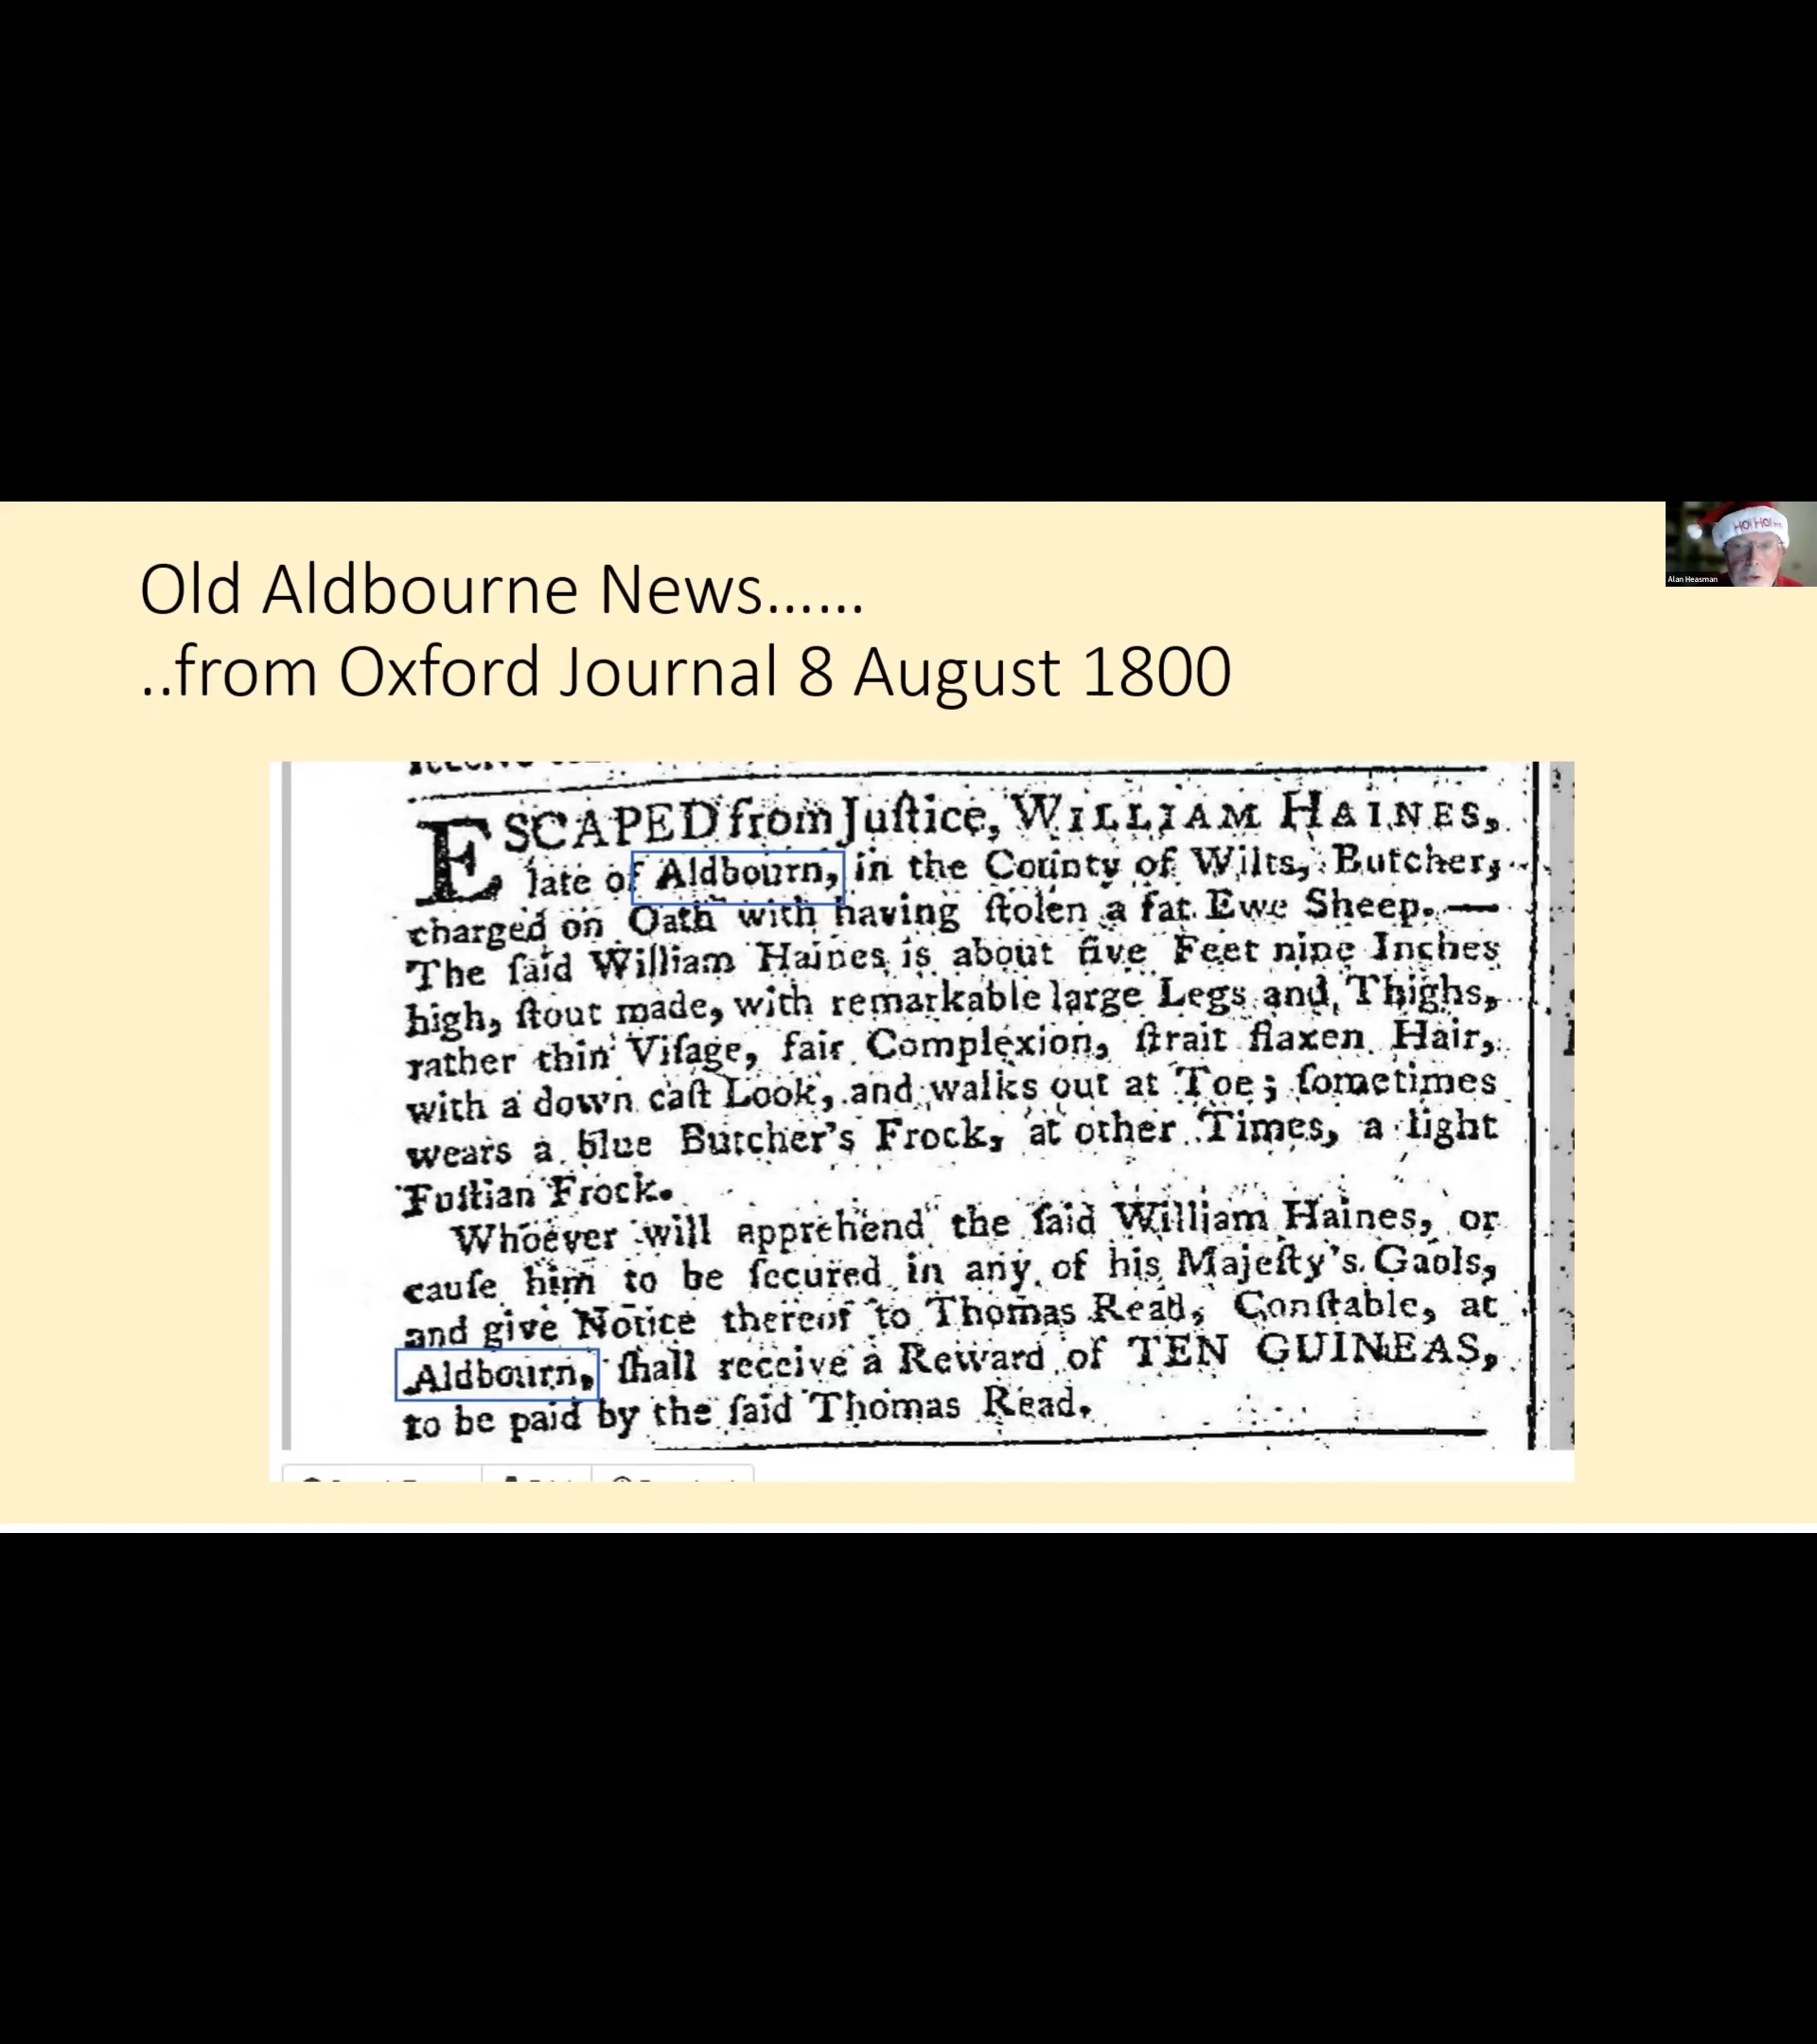 HO! HO!
Alan Heasman
Old Aldbourne News......
..from Oxford Journal 8 August 1800
ESCAPED from Juſtice, WILLIAM HAINES,
late of Aldbourn, in the County of Wilts, Butcher,
charged on Oath with having ſtolen a fat Ewe Sheep.—
The ſaid William Haines is about five Feet nine Inches
high, ſtout made, with remarkable large Legs and Thighs,
rather thin Viſage, fair Complexion, ſtrait flaxen Hair,
with a down caſt Look, and walks out at Toe; ſometimes
wears a blue Butcher's Frock, at other Times, a light
Fuſtian Frock.
Whoever will apprehend the ſaid William Haines, or
cauſe him to be ſecured in any of his Majeſty's Gaols,
and give Notice thereof to Thomas Read, Conſtable, at
Aldbourn, ſhall receive a Reward of TEN GUINEAS,
to be paid by the ſaid Thomas Read.